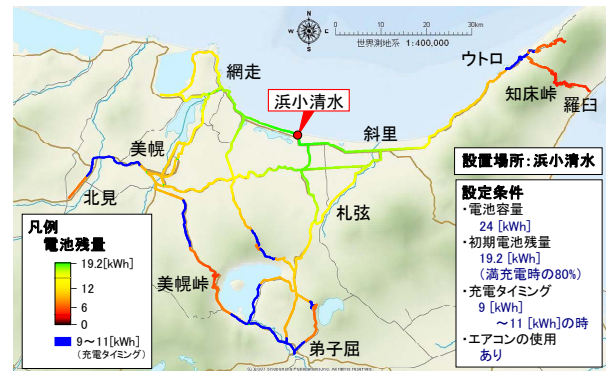 N
W
E
S
0 10 20 30km
世界測地系 1:400,000
ウトロ
網走
知床峠
浜小清水
羅臼
斜里
美幌
設置場所:浜小清水
北見
札弦
設定条件
・電池容量
24 [kWh]
・初期電池残量
19.2 [kWh]
(満充電時の80%)
・充電タイミング
9 [kWh]
~11 [kWh]の時
・エアコンの使用
あり
凡例
電池残量
19.2[kWh]
12
6
0
9~11[kWh]
(充電タイミング)
美幌峠
弟子屈